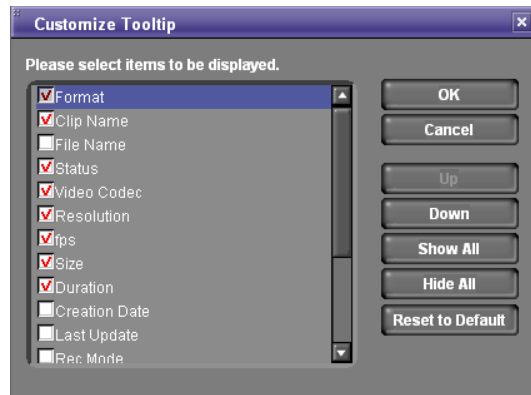 Customize Tooltip
Please select items to be displayed.
Format
Clip Name
File Name
Status
Video Codec
Resolution
fps
Size
Duration
Creation Date
Last Update
Rec Mode
OK
Cancel
Up
Down
Show All
Hide All
Reset to Default